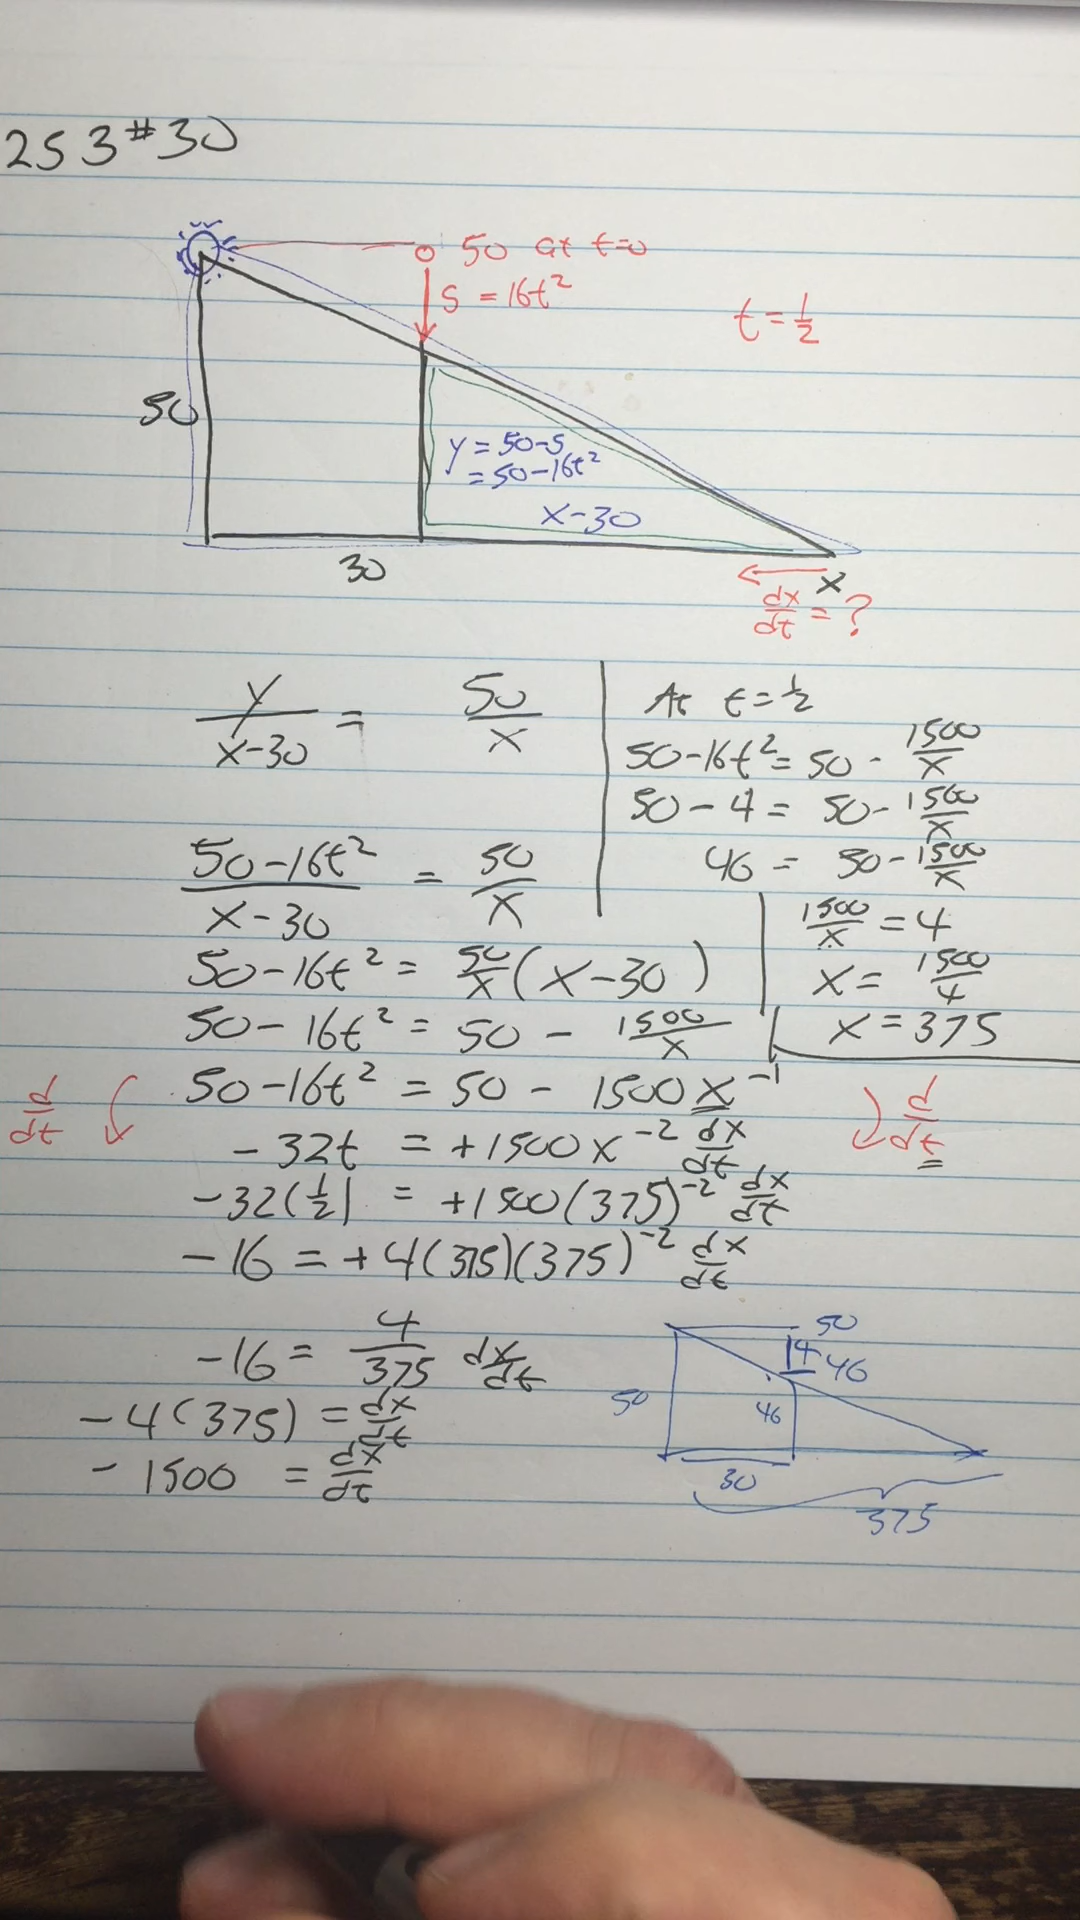 253 #30
50 at t=0
S = 16t²
t = 1/2
50
y = 50-S
= 50-16t²
x-30
30
x
dx/dt = ?
y/(x-30) = 50/x
(50-16t²)/(x-30) = 50/x
50-16t² = 50/x (x-30)
50-16t² = 50 - 1500/x
50-16t² = 50 - 1500x⁻¹
d/dt
d/dt
-32t = +1500x⁻² dx/dt
-32(1/2) = +1500(375)⁻² dx/dt
-16 = +4(375)(375)⁻² dx/dt
-16 = 4/375 dx/dt
-4(375) = dx/dt
-1500 = dx/dt
At t = 1/2
50-16t² = 50 - 1500/x
50-4 = 50-1500/x
46 = 50-1500/x
1500/x = 4
x = 1500/4
x = 375
50
4
46
50
46
30
375